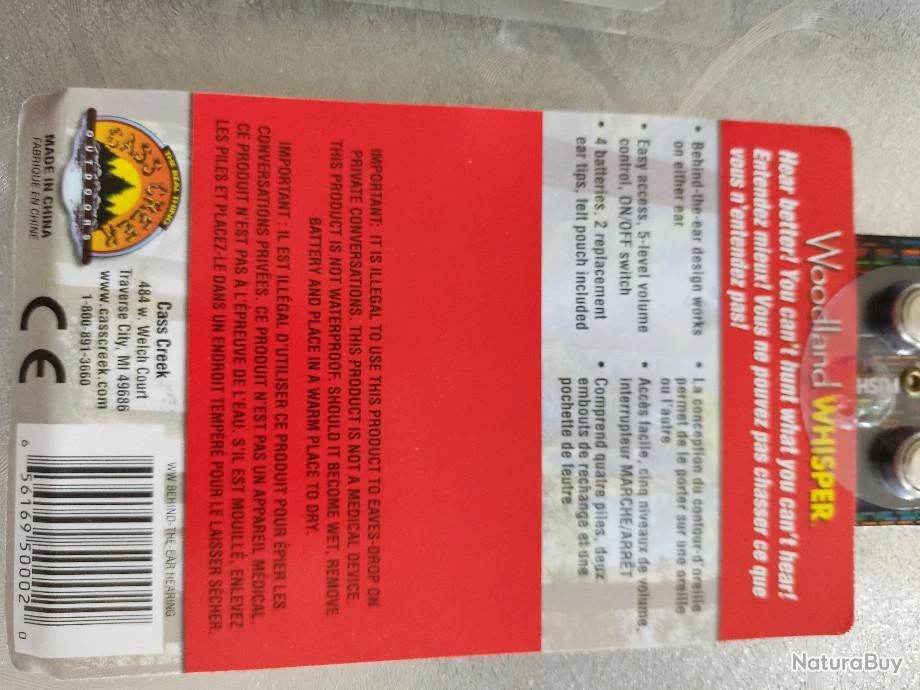 Woodland WHISPER
Hear better! You can't hunt what you can't hear!
Entendez mieux! Vous ne pouvez pas chasser ce que
vous n'entendez pas!
• Behind-the-ear design works
on either ear
• Easy access, 5-level volume
control, ON/OFF switch
• 4 batteries, 2 replacement
ear tips, felt pouch included
• La conception du contour-d'oreille
permet de le porter sur une oreille
ou l'autre
• Accès facile, cinq niveaux de volume,
interrupteur MARCHE/ARRÊT
• Comprend quatre piles, deux
embouts de rechange et une
pochette de feutre
IMPORTANT: IT IS ILLEGAL TO USE THIS PRODUCT TO EAVES-DROP ON
PRIVATE CONVERSATIONS. THIS PRODUCT IS NOT A MEDICAL DEVICE.
THIS PRODUCT IS NOT WATERPROOF. SHOULD IT BECOME WET, REMOVE
BATTERY AND PLACE IN A WARM PLACE TO DRY.
IMPORTANT : IL EST ILLÉGAL D'UTILISER CE PRODUIT POUR ÉPIER LES
CONVERSATIONS PRIVÉES. CE PRODUIT N'EST PAS UN APPAREIL MÉDICAL.
CE PRODUIT N'EST PAS À L'ÉPREUVE DE L'EAU. S'IL EST MOUILLÉ, ENLEVEZ
LES PILES ET PLACEZ-LE DANS UN ENDROIT TEMPÉRÉ POUR LE LAISSER SÉCHER.
THE REAL THING
CASS CREEK
OUTDOORS
MADE IN CHINA
FABRIQUÉ EN CHINE
Cass Creek
484 w. Welch Court
Traverse City, MI 49686
www.casscreek.com
1-800-891-3660
CE
WW BEHIND-THE-EAR HEARING
6 56169 50002 0
NaturaBuy